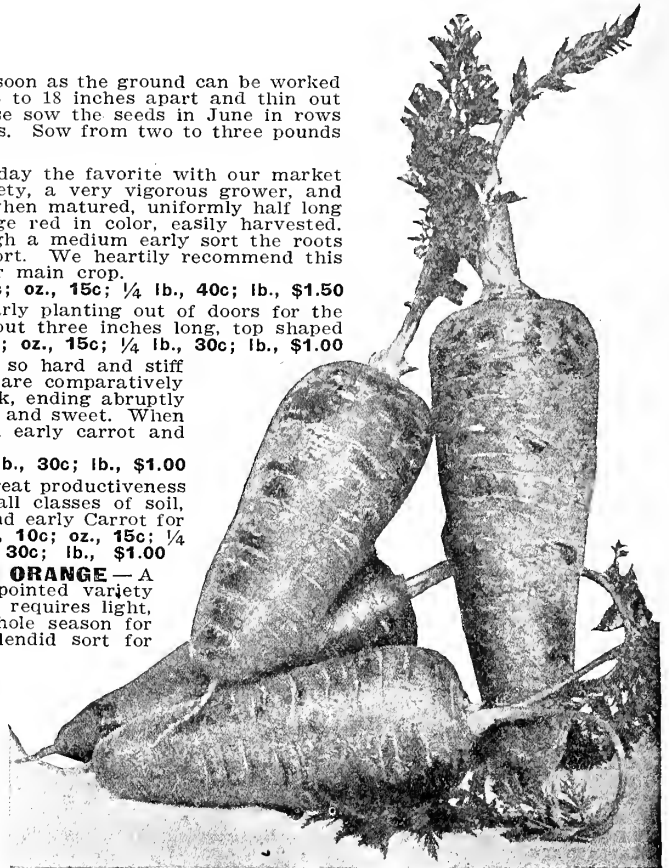 soon as the ground can be worked
to 18 inches apart and thin out
se sow the seeds in June in rows
s. Sow from two to three pounds
day the favorite with our market
ety, a very vigorous grower, and
when matured, uniformly half long
ge red in color, easily harvested.
gh a medium early sort the roots
ort. We heartily recommend this
r main crop.
c; oz., 15c; ¼ lb., 40c; lb., $1.50
rly planting out of doors for the
out three inches long, top shaped
; oz., 15c; ¼ lb., 30c; lb., $1.00
so hard and stiff
are comparatively
k, ending abruptly
and sweet. When
early carrot and
b., 30c; lb., $1.00
reat productiveness
all classes of soil,
nd early Carrot for
, 10c; oz., 15c; ¼
30c; lb., $1.00
ORANGE — A
pointed variety
requires light,
hole season for
lendid sort for